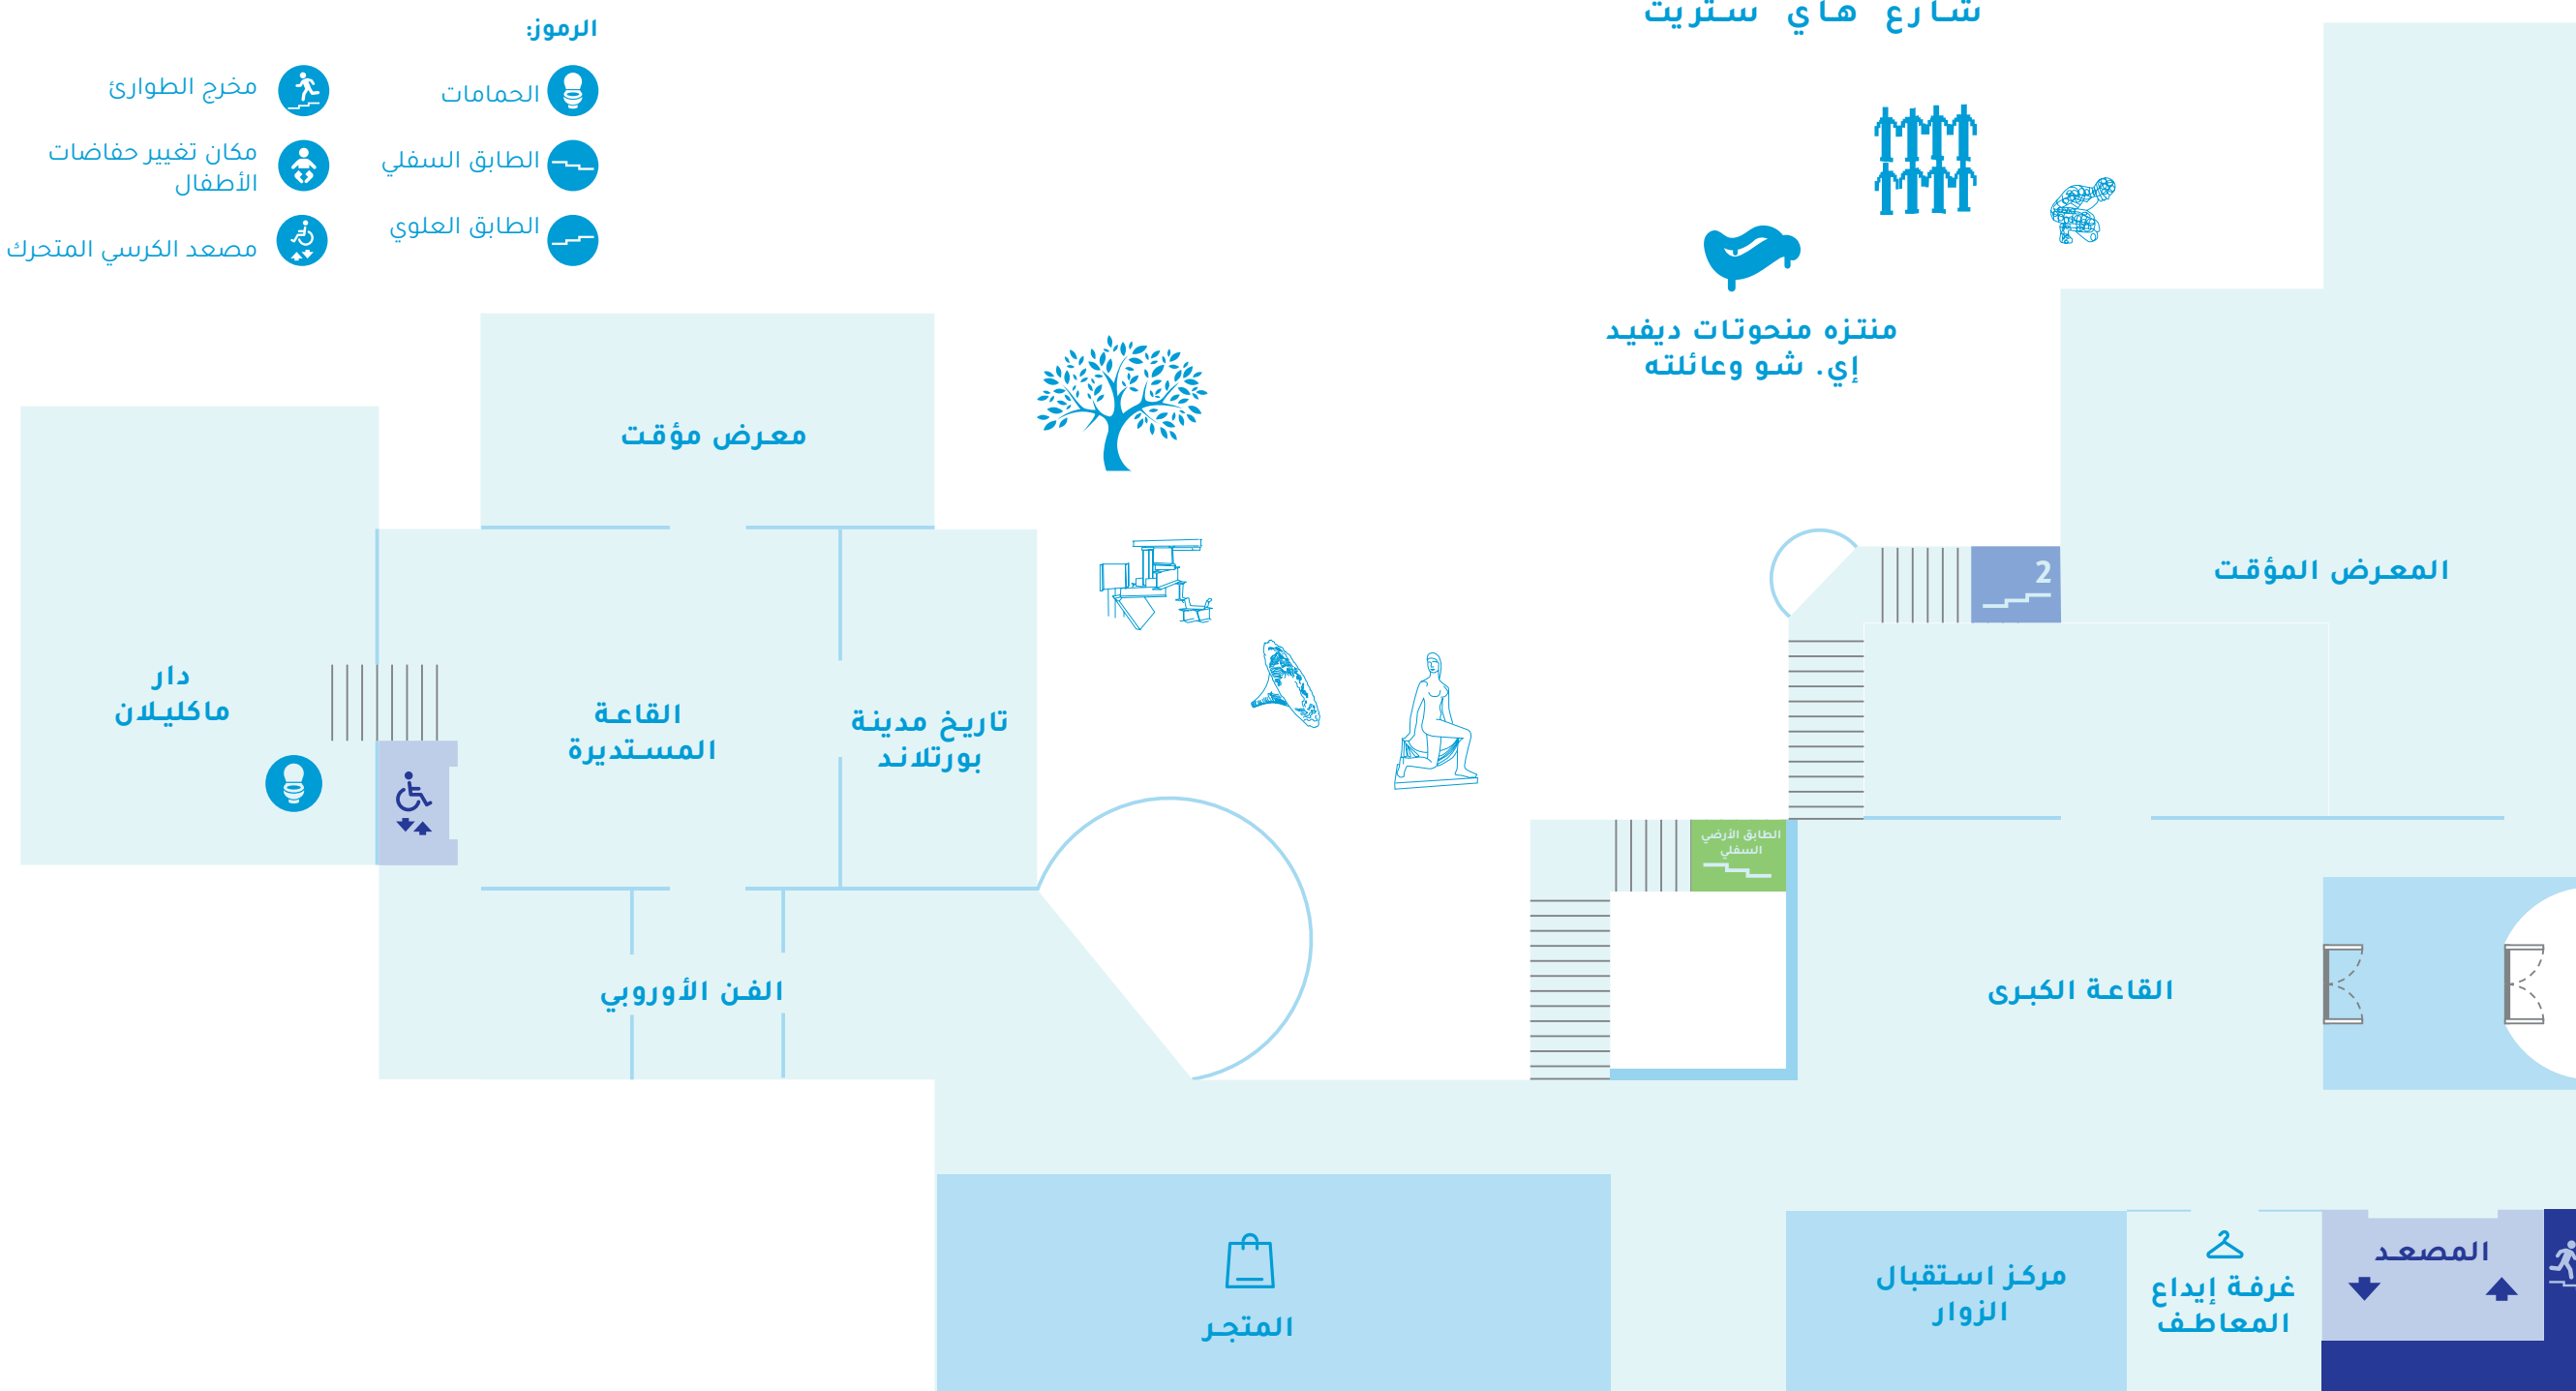 شارع هاي ستريت
الرموز:
الحمامات
الطابق السفلي
الطابق العلوي
مخرج الطوارئ
مكان تغيير حفاضات
الأطفال
مصعد الكرسي المتحرك
منتزه منحوتات ديفيد
إي. شو وعائلته
معرض مؤقت
المعرض المؤقت
2
دار
ماكليلان
القاعة
المستديرة
تاريخ مدينة
بورتلاند
الطابق الأرضي
السفلي
الفن الأوروبي
القاعة الكبرى
المتجر
مركز استقبال
الزوار
غرفة إيداع
المعاطف
المصعد